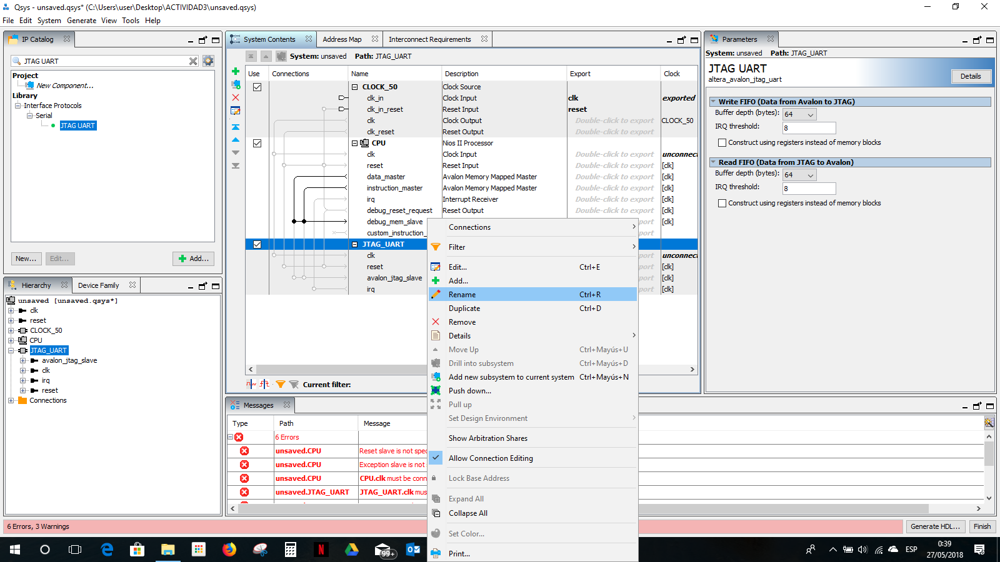 Qsys - unsaved.qsys* (C:\Users\user\Desktop\ACTIVIDAD3\unsaved.qsys)
File Edit System Generate View Tools Help
IP Catalog
JTAG UART
Project
New Component...
Library
Interface Protocols
Serial
JTAG UART
New... Edit... Add...
Hierarchy Device Family
unsaved [unsaved.qsys*]
clk
reset
CLOCK_50
CPU
JTAG_UART
avalon_jtag_slave
clk
irq
reset
Connections
System Contents Address Map Interconnect Requirements
System: unsaved Path: JTAG_UART
Use Connections Name Description Export Clock
CLOCK_50 Clock Source
clk_in Clock Input clk exported
clk_in_reset Reset Input reset
clk Clock Output Double-click to export CLOCK_50
clk_reset Reset Output Double-click to export
CPU Nios II Processor
clk Clock Input Double-click to export unconnect
reset Reset Input Double-click to export [clk]
data_master Avalon Memory Mapped Master Double-click to export [clk]
instruction_master Avalon Memory Mapped Master Double-click to export [clk]
irq Interrupt Receiver Double-click to export [clk]
debug_reset_request Reset Output Double-click to export [clk]
debug_mem_slave port [clk]
custom_instruction_ port
JTAG_UART
clk port unconnect
reset port [clk]
avalon_jtag_slave port [clk]
irq port [clk]
Current filter:
Connections
Filter
Edit... Ctrl+E
Add...
Rename Ctrl+R
Duplicate Ctrl+D
Remove
Details
Move Up Ctrl+Mayús+U
Drill into subsystem Ctrl+Mayús+D
Add new subsystem to current system Ctrl+Mayús+N
Push down...
Pull up
Set Design Environment
Show Arbitration Shares
Allow Connection Editing
Lock Base Address
Expand All
Collapse All
Set Color...
Print...
Messages
Type Path Message
6 Errors
unsaved.CPU Reset slave is not spec
unsaved.CPU Exception slave is not
unsaved.CPU CPU.clk must be conn
unsaved.JTAG_UART JTAG_UART.clk mus
Parameters
System: unsaved Path: JTAG_UART
JTAG UART
altera_avalon_jtag_uart
Details
Write FIFO (Data from Avalon to JTAG)
Buffer depth (bytes): 64
IRQ threshold: 8
Construct using registers instead of memory blocks
Read FIFO (Data from JTAG to Avalon)
Buffer depth (bytes): 64
IRQ threshold: 8
Construct using registers instead of memory blocks
6 Errors, 3 Warnings
Generate HDL... Finish
99+
ESP
0:39
27/05/2018